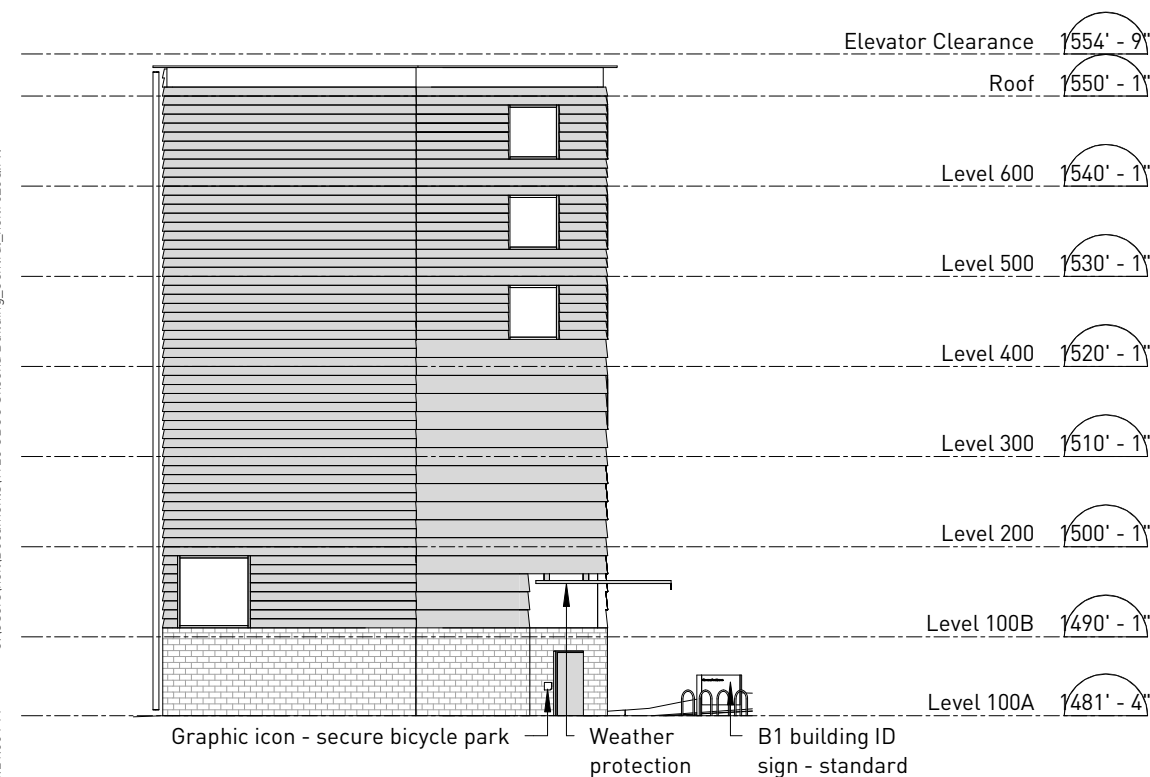 Elevator Clearance 1554' - 9"
Roof 1550' - 1"
Level 600 1540' - 1"
Level 500 1530' - 1"
Level 400 1520' - 1"
Level 300 1510' - 1"
Level 200 1500' - 1"
Level 100B 1490' - 1"
Level 100A 1481' - 4"
Graphic icon - secure bicycle park
Weather
protection
B1 building ID
sign - standard